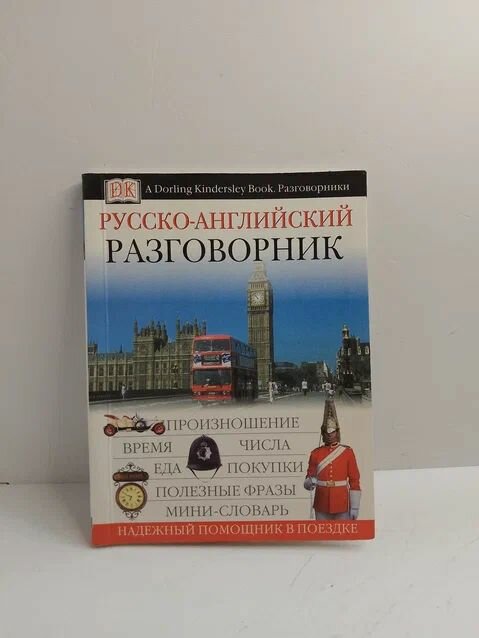 DK A Dorling Kindersley Book. Разговорники
РУССКО-АНГЛИЙСКИЙ
РАЗГОВОРНИК
ПРОИЗНОШЕНИЕ
ВРЕМЯ ЧИСЛА
ЕДА ПОКУПКИ
ПОЛЕЗНЫЕ ФРАЗЫ
МИНИ-СЛОВАРЬ
НАДЕЖНЫЙ ПОМОЩНИК В ПОЕЗДКЕ